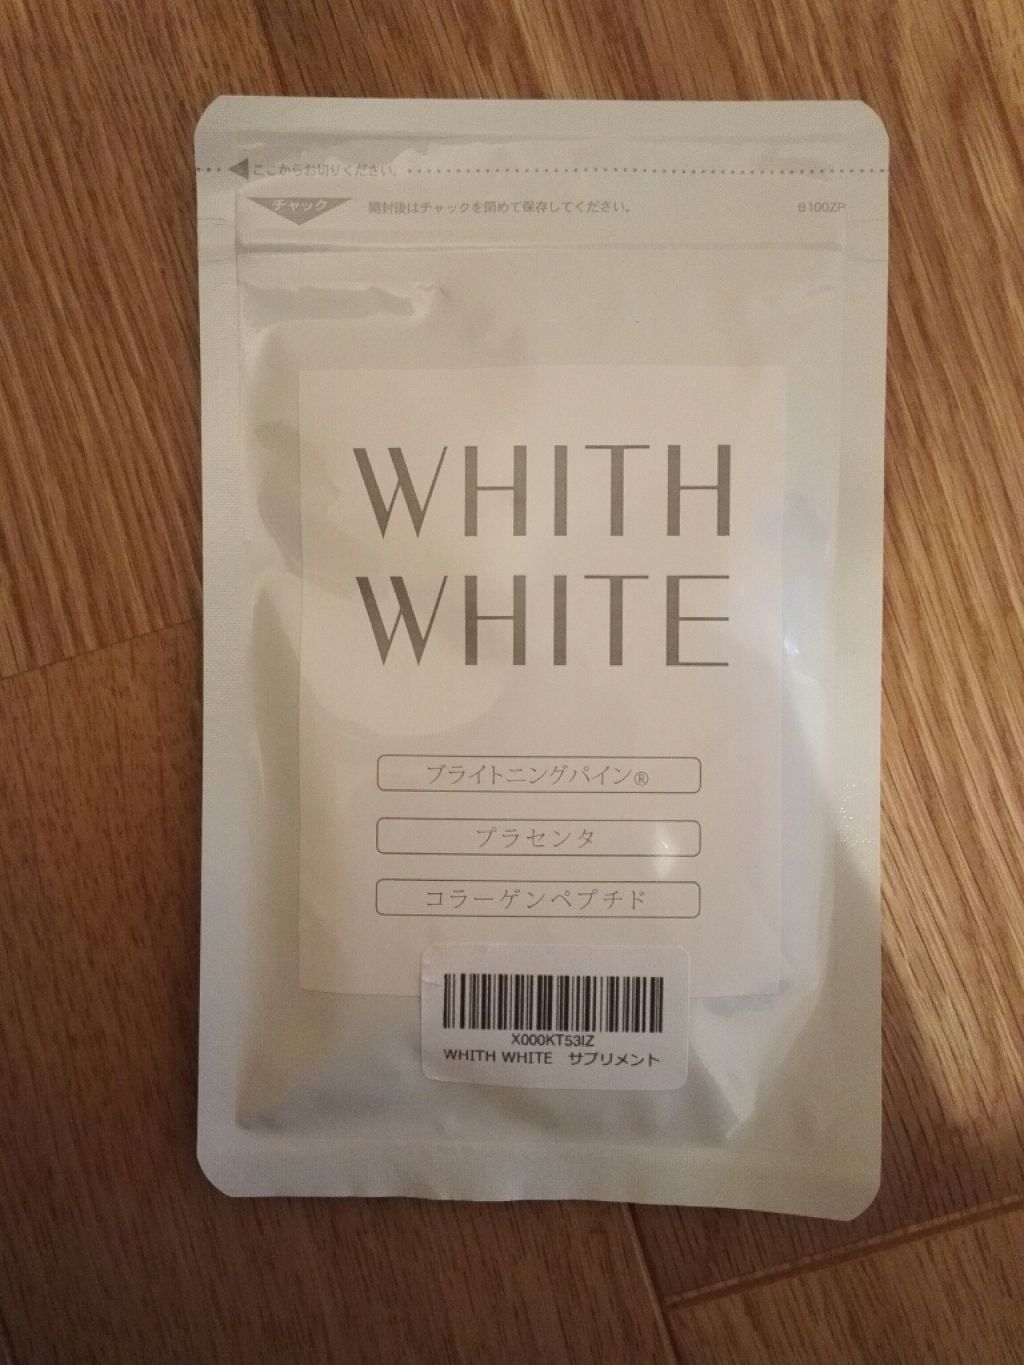 ここからお切りください。
チャック 開封後はチャックを閉めて保存してください。 B100ZP
WHITH
WHITE
ブライトニングパイン®
プラセンタ
コラーゲンペプチド
X000KT53IZ
WHITH WHITE サプリメント